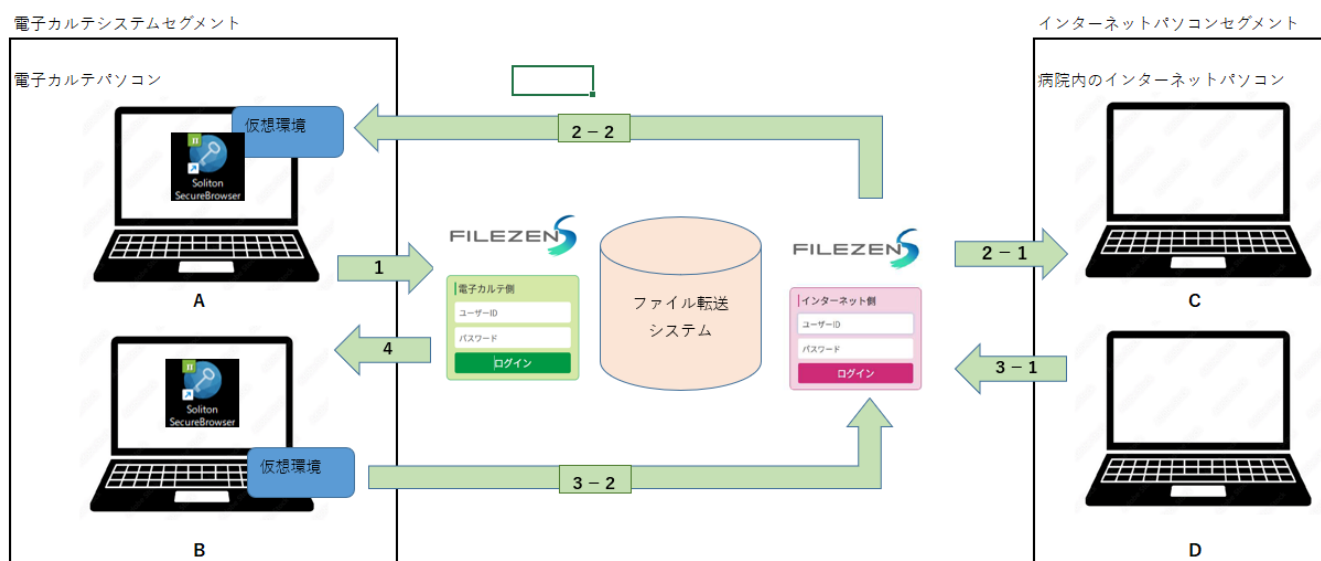 電子カルテシステムセグメント
インターネットパソコンセグメント
電子カルテパソコン
病院内のインターネットパソコン
仮想環境
Soliton
SecureBrowser
2－2
FILEZEN S
FILEZEN S
1
2－1
A
C
電子カルテ側
ユーザーID
パスワード
ログイン
ファイル転送
システム
インターネット側
ユーザーID
パスワード
ログイン
4
3－1
Soliton
SecureBrowser
仮想環境
3－2
B
D